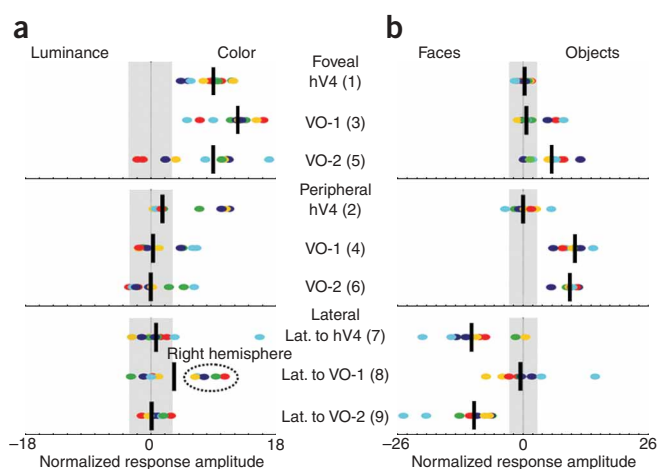 a
b
Luminance
Color
Faces
Objects
Foveal
hV4 (1)
VO-1 (3)
VO-2 (5)
Peripheral
hV4 (2)
VO-1 (4)
VO-2 (6)
Lateral
Lat. to hV4 (7)
Right hemisphere
Lat. to VO-1 (8)
Lat. to VO-2 (9)
–18 0 18
–26 0 26
Normalized response amplitude
Normalized response amplitude